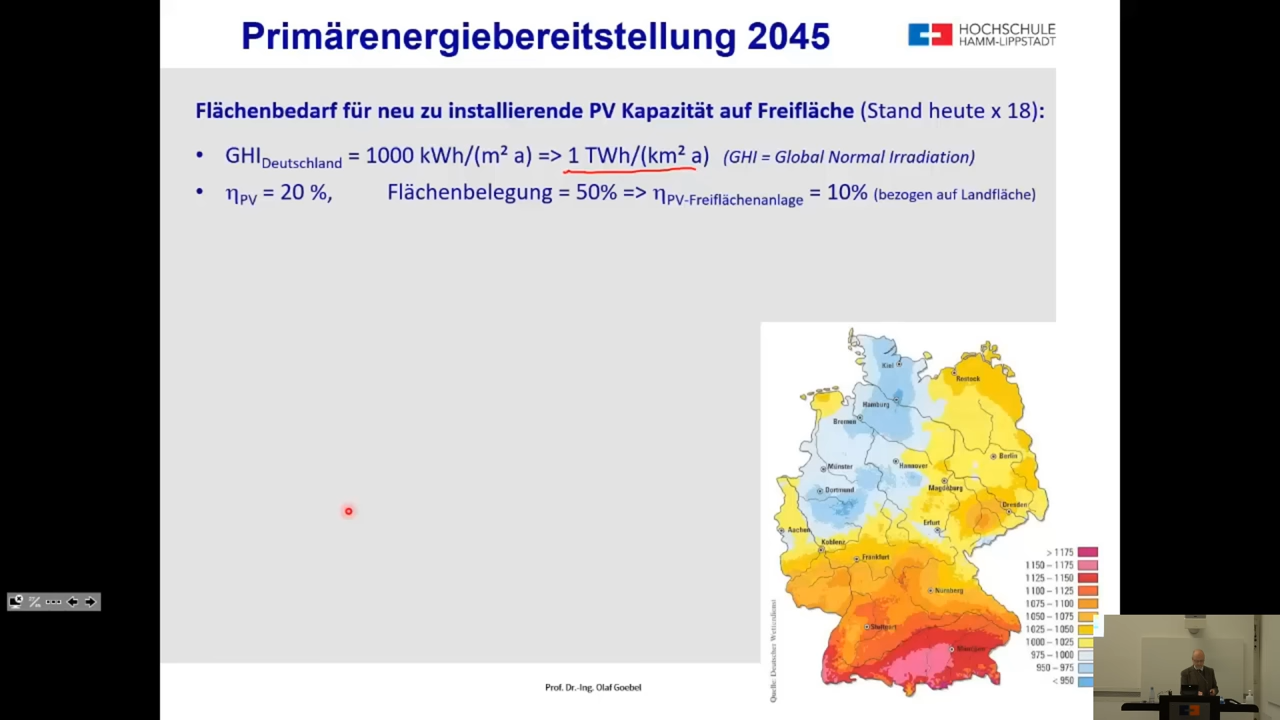 Primärenergiebereitstellung 2045
HOCHSCHULE
HAMM-LIPPSTADT
Flächenbedarf für neu zu installierende PV Kapazität auf Freifläche (Stand heute x 18):
• GHI Deutschland = 1000 kWh/(m² a) => 1 TWh/(km² a) (GHI = Global Normal Irradiation)
• ηPV = 20 %, Flächenbelegung = 50% => ηPV-Freiflächenanlage = 10% (bezogen auf Landfläche)
Kiel
Rostock
Hamburg
Bremen
Berlin
Hannover
Münster
Magdeburg
Dortmund
Dresden
Erfurt
Aachen
Koblenz
Frankfurt
Nürnberg
Stuttgart
München
> 1175
1150 – 1175
1125 – 1150
1100 – 1125
1075 – 1100
1050 – 1075
1025 – 1050
1000 – 1025
975 – 1000
950 – 975
< 950
Quelle: Deutscher Wetterdienst
Prof. Dr.-Ing. Olaf Goebel